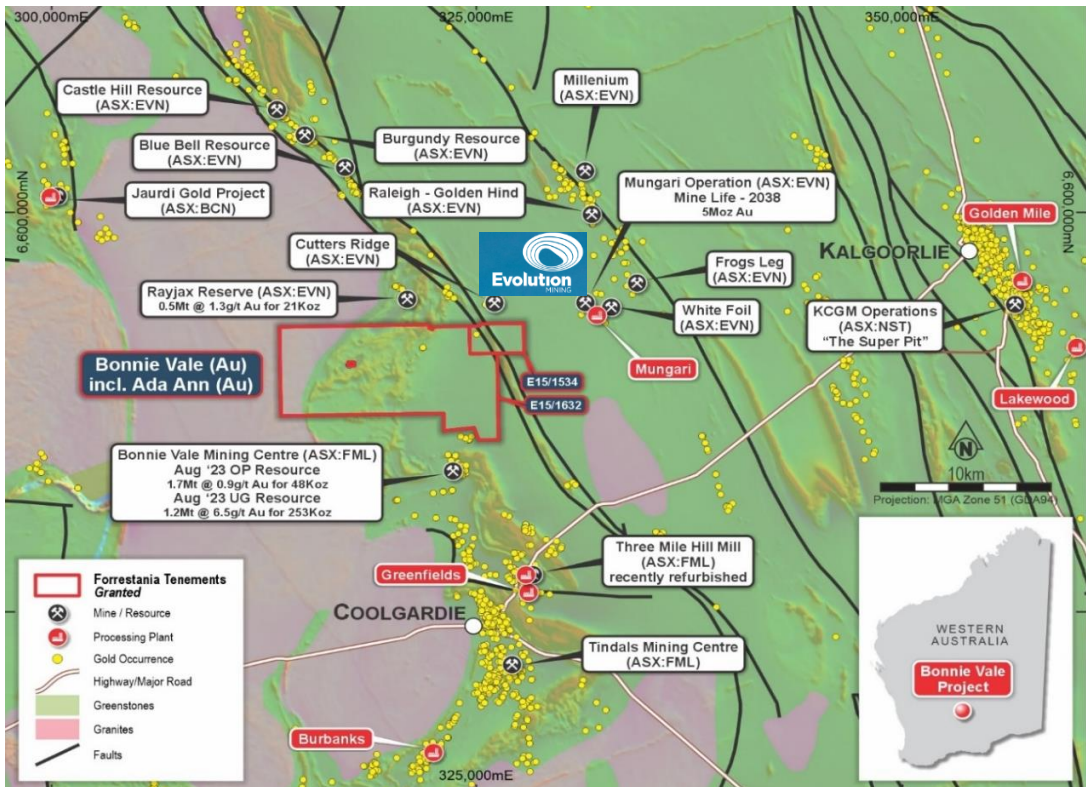 300,000mE
325,000mE
350,000mE
6,600,000mN
6,600,000mN
Castle Hill Resource
(ASX:EVN)
Millenium
(ASX:EVN)
Burgundy Resource
(ASX:EVN)
Blue Bell Resource
(ASX:EVN)
Jaurdi Gold Project
(ASX:BCN)
Raleigh - Golden Hind
(ASX:EVN)
Mungari Operation (ASX:EVN)
Mine Life - 2038
5Moz Au
Golden Mile
KALGOORLIE
Cutters Ridge
(ASX:EVN)
Evolution
MINING
Frogs Leg
(ASX:EVN)
Rayjax Reserve (ASX:EVN)
0.5Mt @ 1.3g/t Au for 21Koz
White Foil
(ASX:EVN)
KCGM Operations
(ASX:NST)
"The Super Pit"
Bonnie Vale (Au)
incl. Ada Ann (Au)
Mungari
E15/1534
E15/1632
Lakewood
Bonnie Vale Mining Centre (ASX:FML)
Aug '23 OP Resource
1.7Mt @ 0.9g/t Au for 48Koz
Aug '23 UG Resource
1.2Mt @ 6.5g/t Au for 253Koz
N
10km
Projection: MGA Zone 51 (GDA94)
Three Mile Hill Mill
(ASX:FML)
recently refurbished
Greenfields
COOLGARDIE
Tindals Mining Centre
(ASX:FML)
Burbanks
325,000mE
Forrestania Tenements
Granted
Mine / Resource
Processing Plant
Gold Occurrence
Highway/Major Road
Greenstones
Granites
Faults
WESTERN
AUSTRALIA
Bonnie Vale
Project